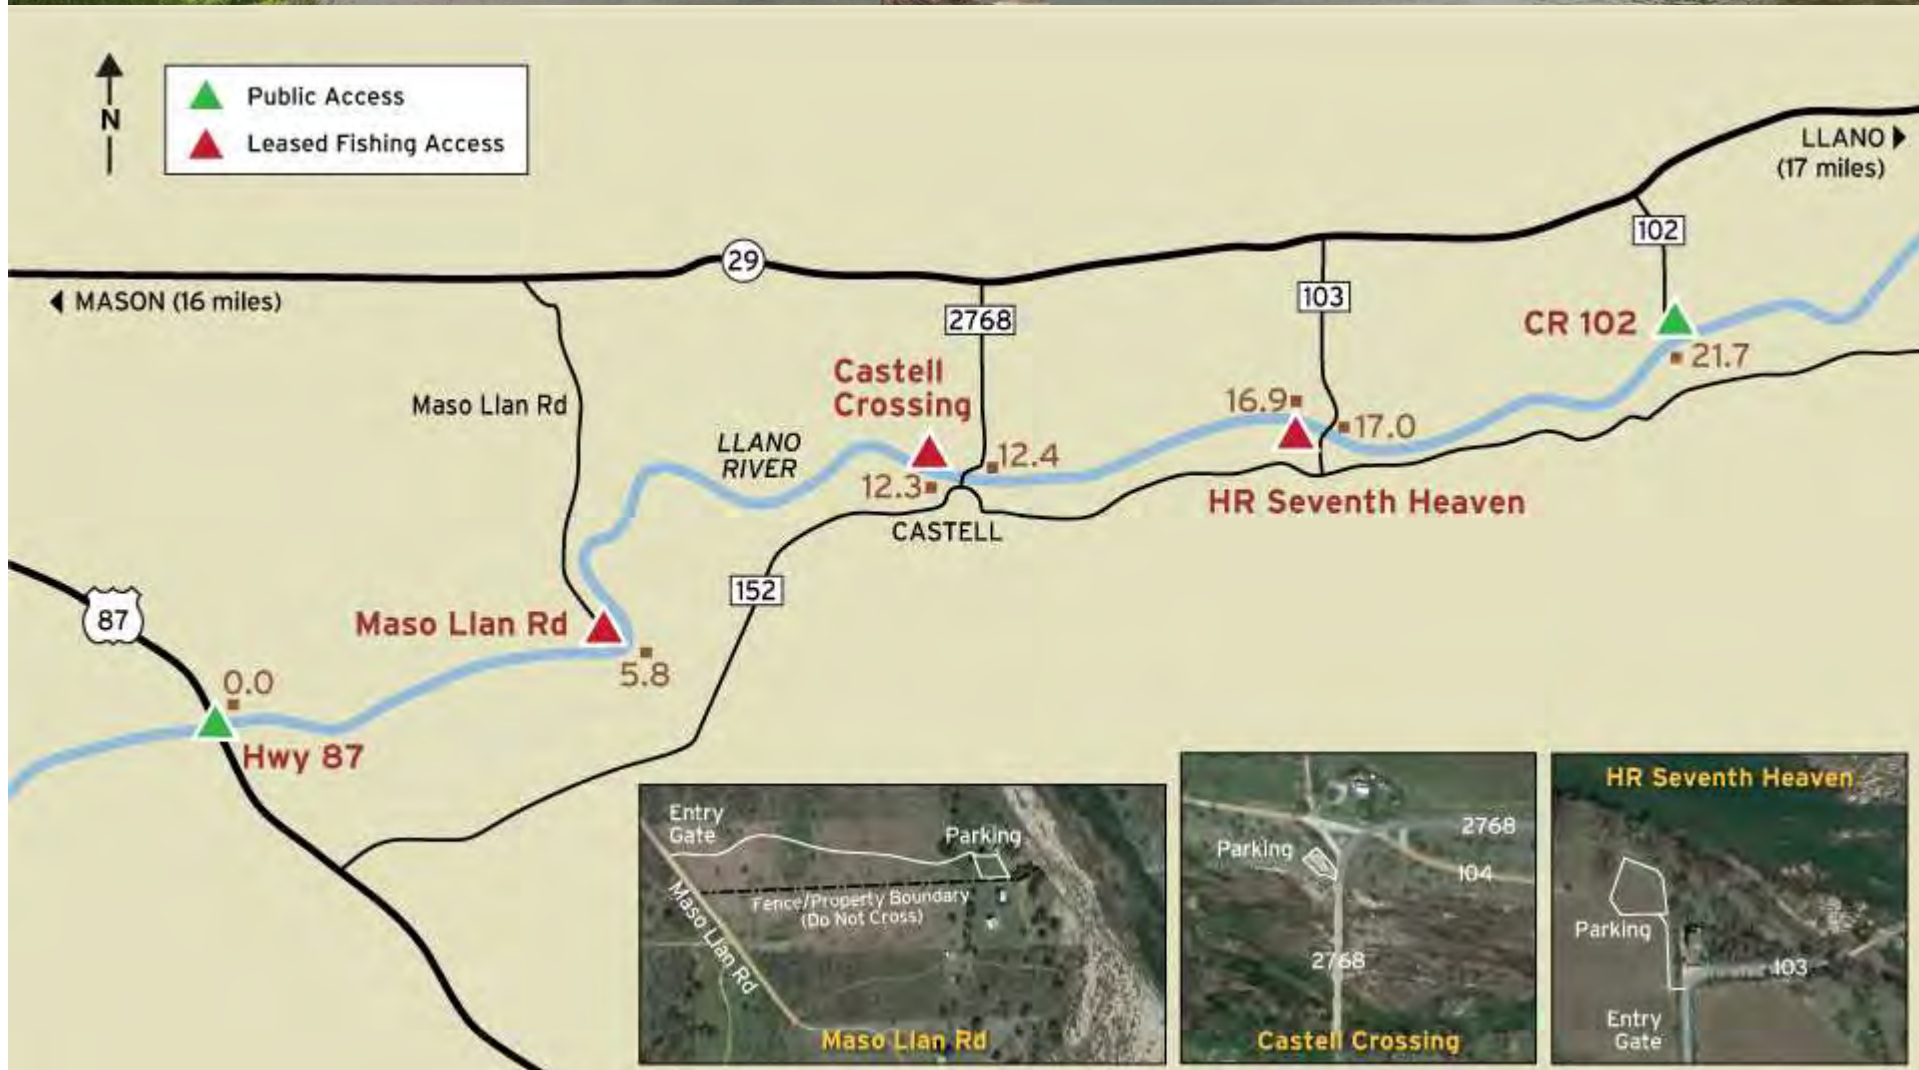 N
Public Access
Leased Fishing Access
LLANO
(17 miles)
102
29
MASON (16 miles)
103
2768
CR 102
21.7
Castell
Crossing
Maso Llan Rd
16.9
17.0
LLANO
RIVER
12.4
12.3
HR Seventh Heaven
CASTELL
152
87
Maso Llan Rd
5.8
0.0
Hwy 87
Entry
Gate
Parking
Fence/Property Boundary
(Do Not Cross)
Maso Llan Rd
Maso Llan Rd
2768
Parking
104
2768
Castell Crossing
HR Seventh Heaven
Parking
103
Entry
Gate